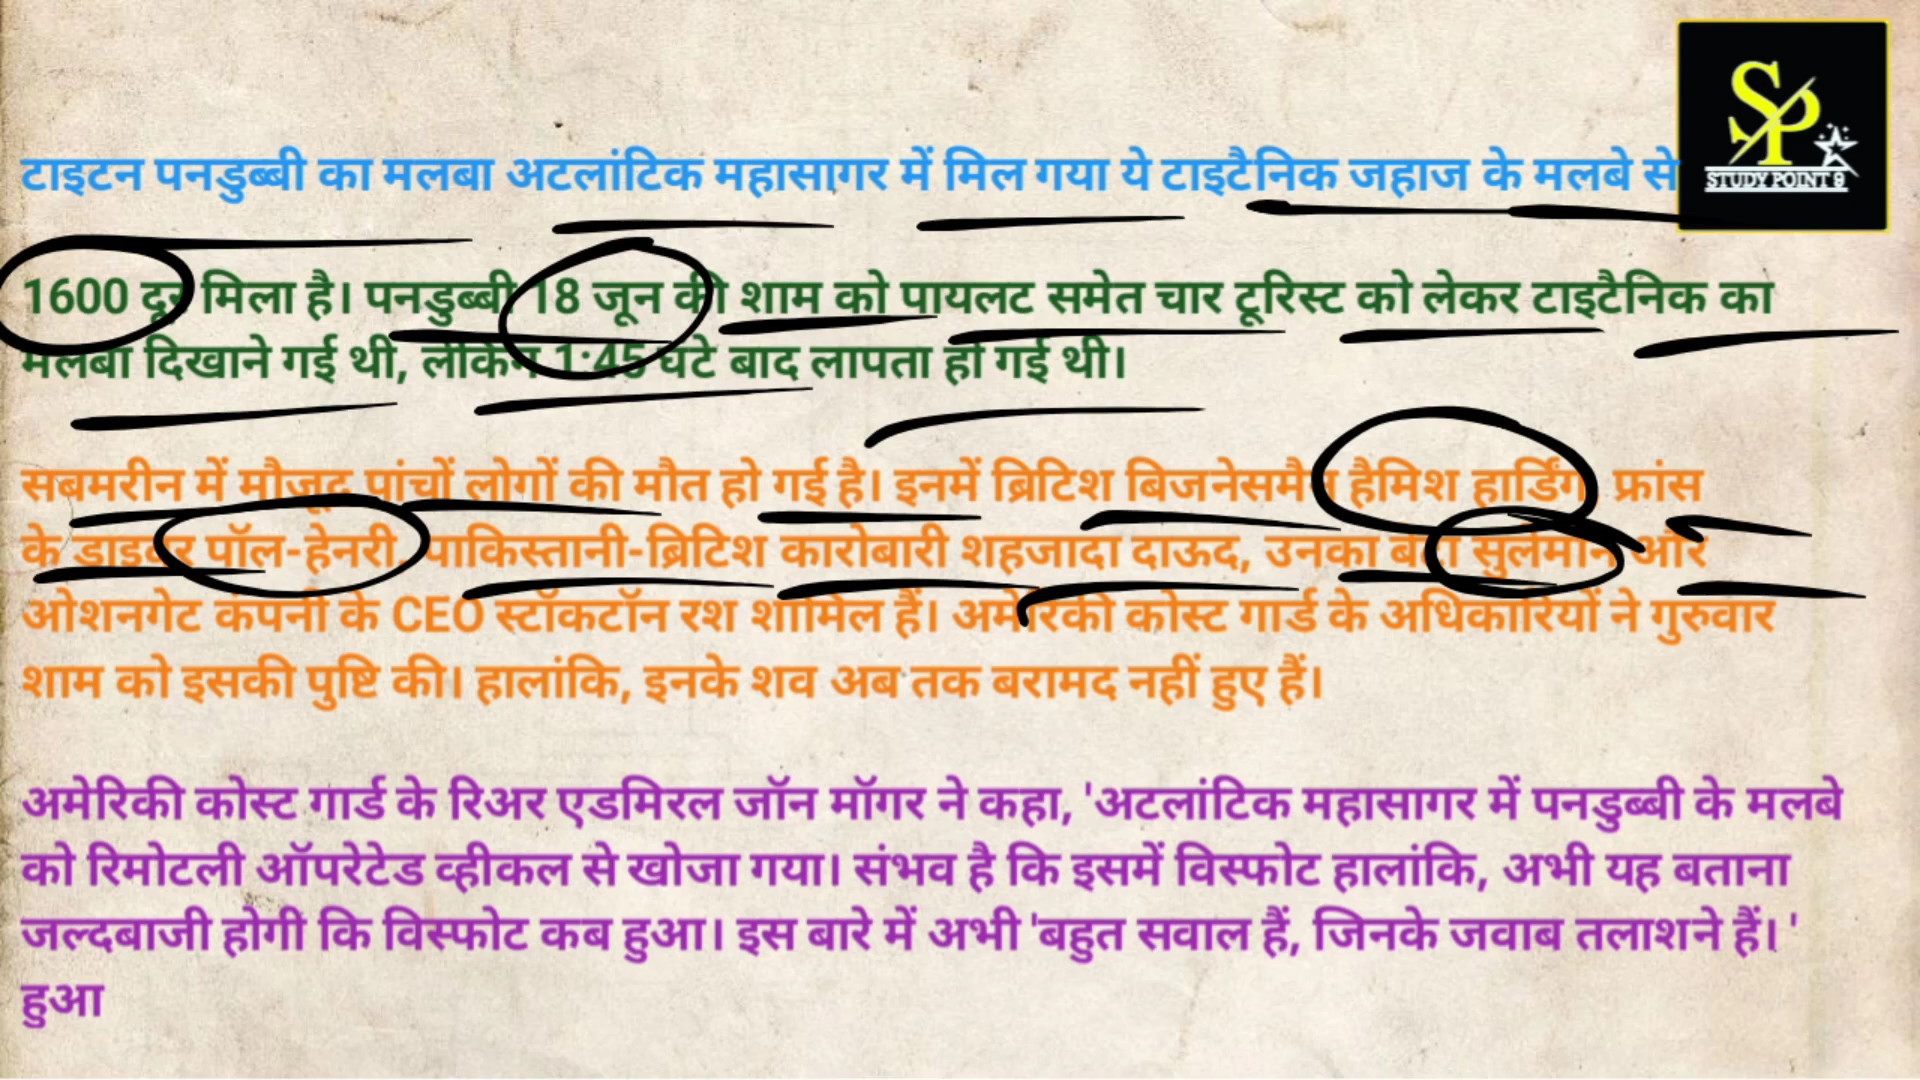 टाइटन पनडुब्बी का मलबा अटलांटिक महासागर में मिल गया ये टाइटैनिक जहाज के मलबे से
SP
STUDY POINT 9
1600 दूर मिला है। पनडुब्बी 18 जून की शाम को पायलट समेत चार टूरिस्ट को लेकर टाइटैनिक का
मलबा दिखाने गई थी, लेकिन 1:45 घंटे बाद लापता हो गई थी।
सबमरीन में मौजूद पांचों लोगों की मौत हो गई है। इनमें ब्रिटिश बिजनेसमैन हैमिश हार्डिंग, फ्रांस
के डाइवर पॉल-हेनरी, पाकिस्तानी-ब्रिटिश कारोबारी शहजादा दाऊद, उनका बेटा सुलेमान और
ओशनगेट कंपनी के CEO स्टॉकटॉन रश शामिल हैं। अमेरिकी कोस्ट गार्ड के अधिकारियों ने गुरुवार
शाम को इसकी पुष्टि की। हालांकि, इनके शव अब तक बरामद नहीं हुए हैं।
अमेरिकी कोस्ट गार्ड के रिअर एडमिरल जॉन मॉगर ने कहा, 'अटलांटिक महासागर में पनडुब्बी के मलबे
को रिमोटली ऑपरेटेड व्हीकल से खोजा गया। संभव है कि इसमें विस्फोट हालांकि, अभी यह बताना
जल्दबाजी होगी कि विस्फोट कब हुआ। इस बारे में अभी 'बहुत सवाल हैं, जिनके जवाब तलाशने हैं। '
हुआ